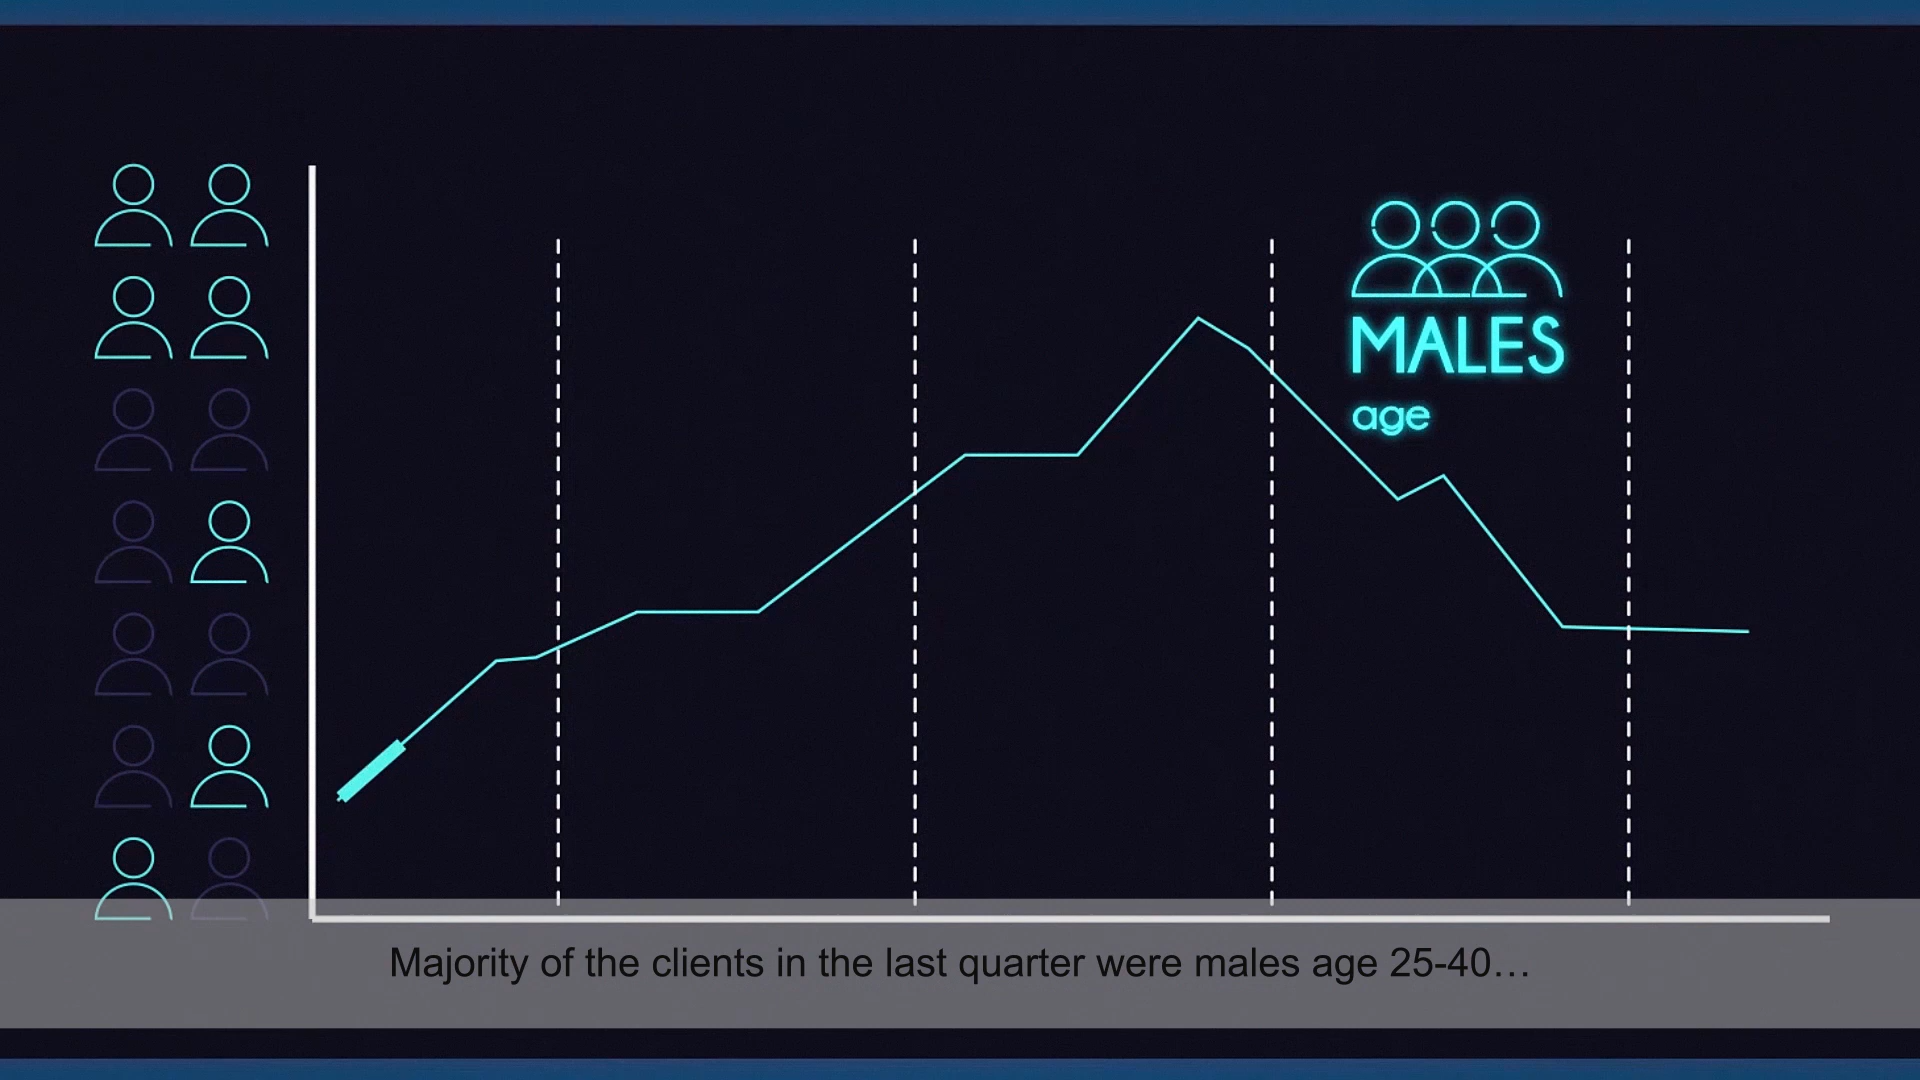 MALES
age
Majority of the clients in the last quarter were males age 25-40...